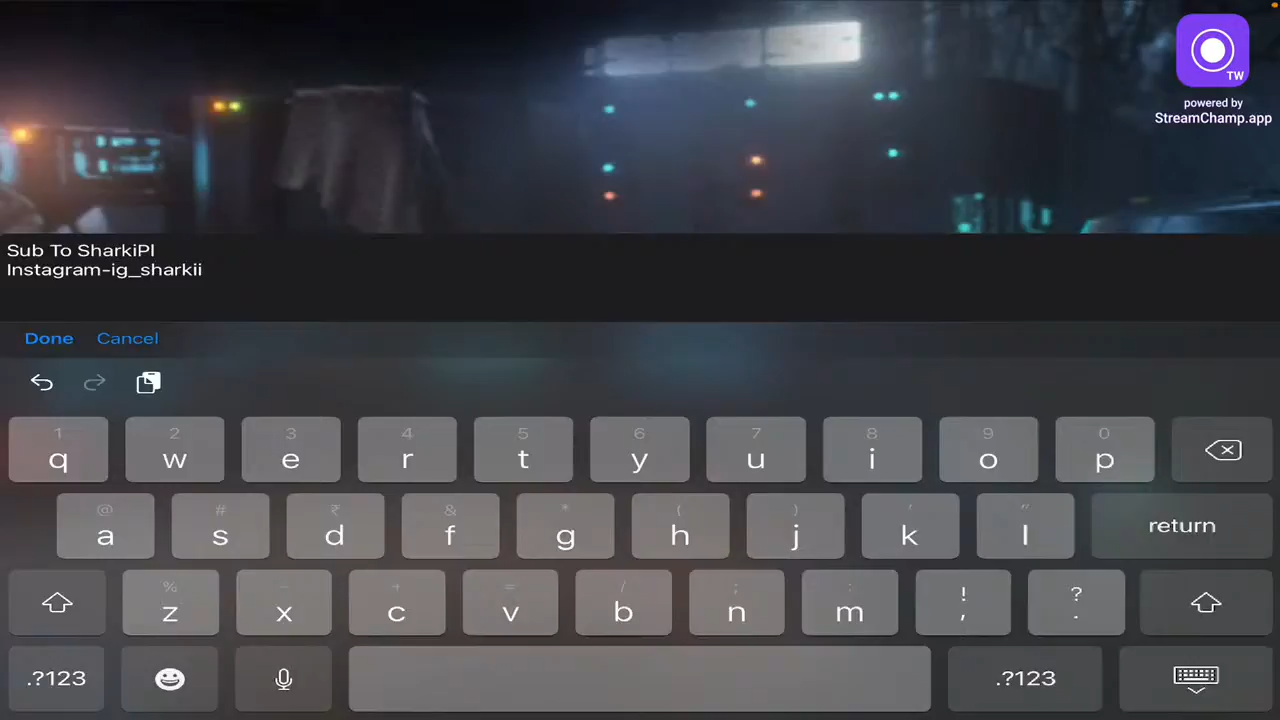 TW
powered by
StreamChamp.app
Sub To SharkiPl
Instagram-ig_sharkii
Done Cancel
1 2 3 4 5 6 7 8 9 0
q w e r t y u i o p
@ # ₹ & * ( ) ' "
a s d f g h j k l return
% - + = / ; : ! ?
z x c v b n m , .
.?123 .?123